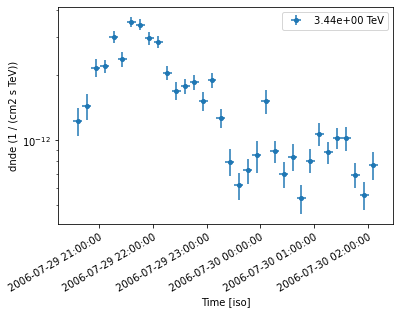 3.44e+00 TeV
dnde (1 / (cm2 s TeV))
10⁻¹²
2006-07-29 21:00:00
2006-07-29 22:00:00
2006-07-29 23:00:00
2006-07-30 00:00:00
2006-07-30 01:00:00
2006-07-30 02:00:00
Time [iso]